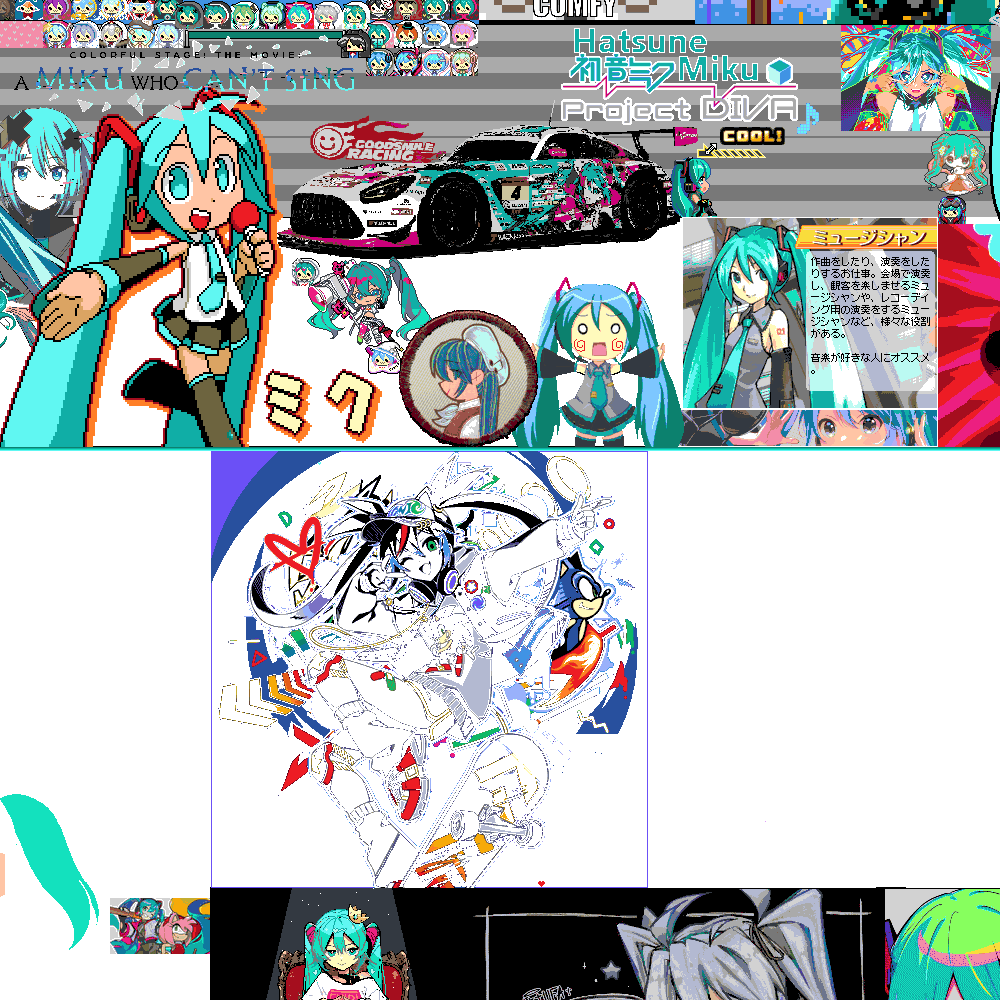 COMFY
COLORFUL STAGE! THE MOVIE:
A MIKU WHO CAN'T SING
Hatsune
初音ミク Miku
Project DIVA
GOODSMILE
RACING
COOL!
4
ミュージシャン
作曲をしたり、演奏をした
りするお仕事。会場で演奏
し、観客を楽しませるミュ
ージシャンや、レコーディ
ング用の演奏をするミュー
ジシャンなど、様々な役割
がある。
音楽が好きな人にオススメ
。
ミク